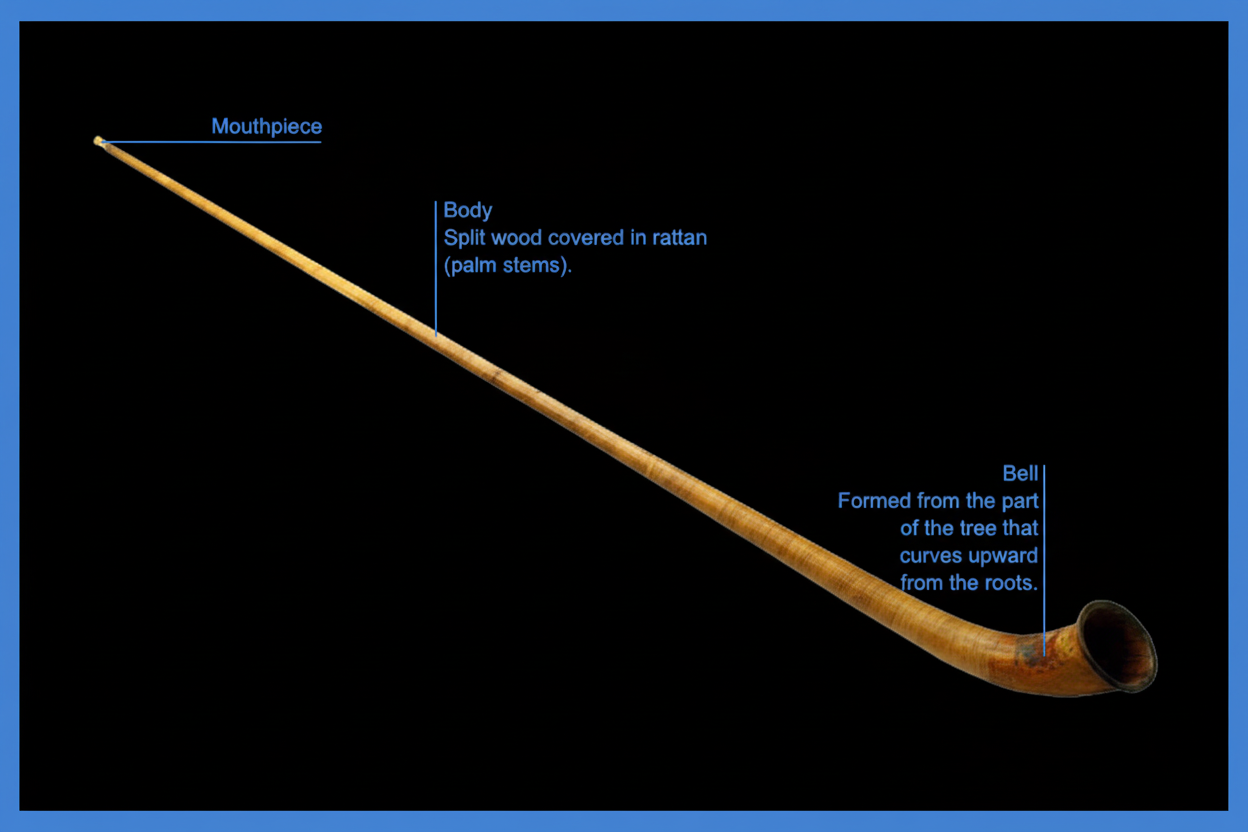 Mouthpiece
Body
Split wood covered in rattan
(palm stems).
Bell
Formed from the part
of the tree that
curves upward
from the roots.